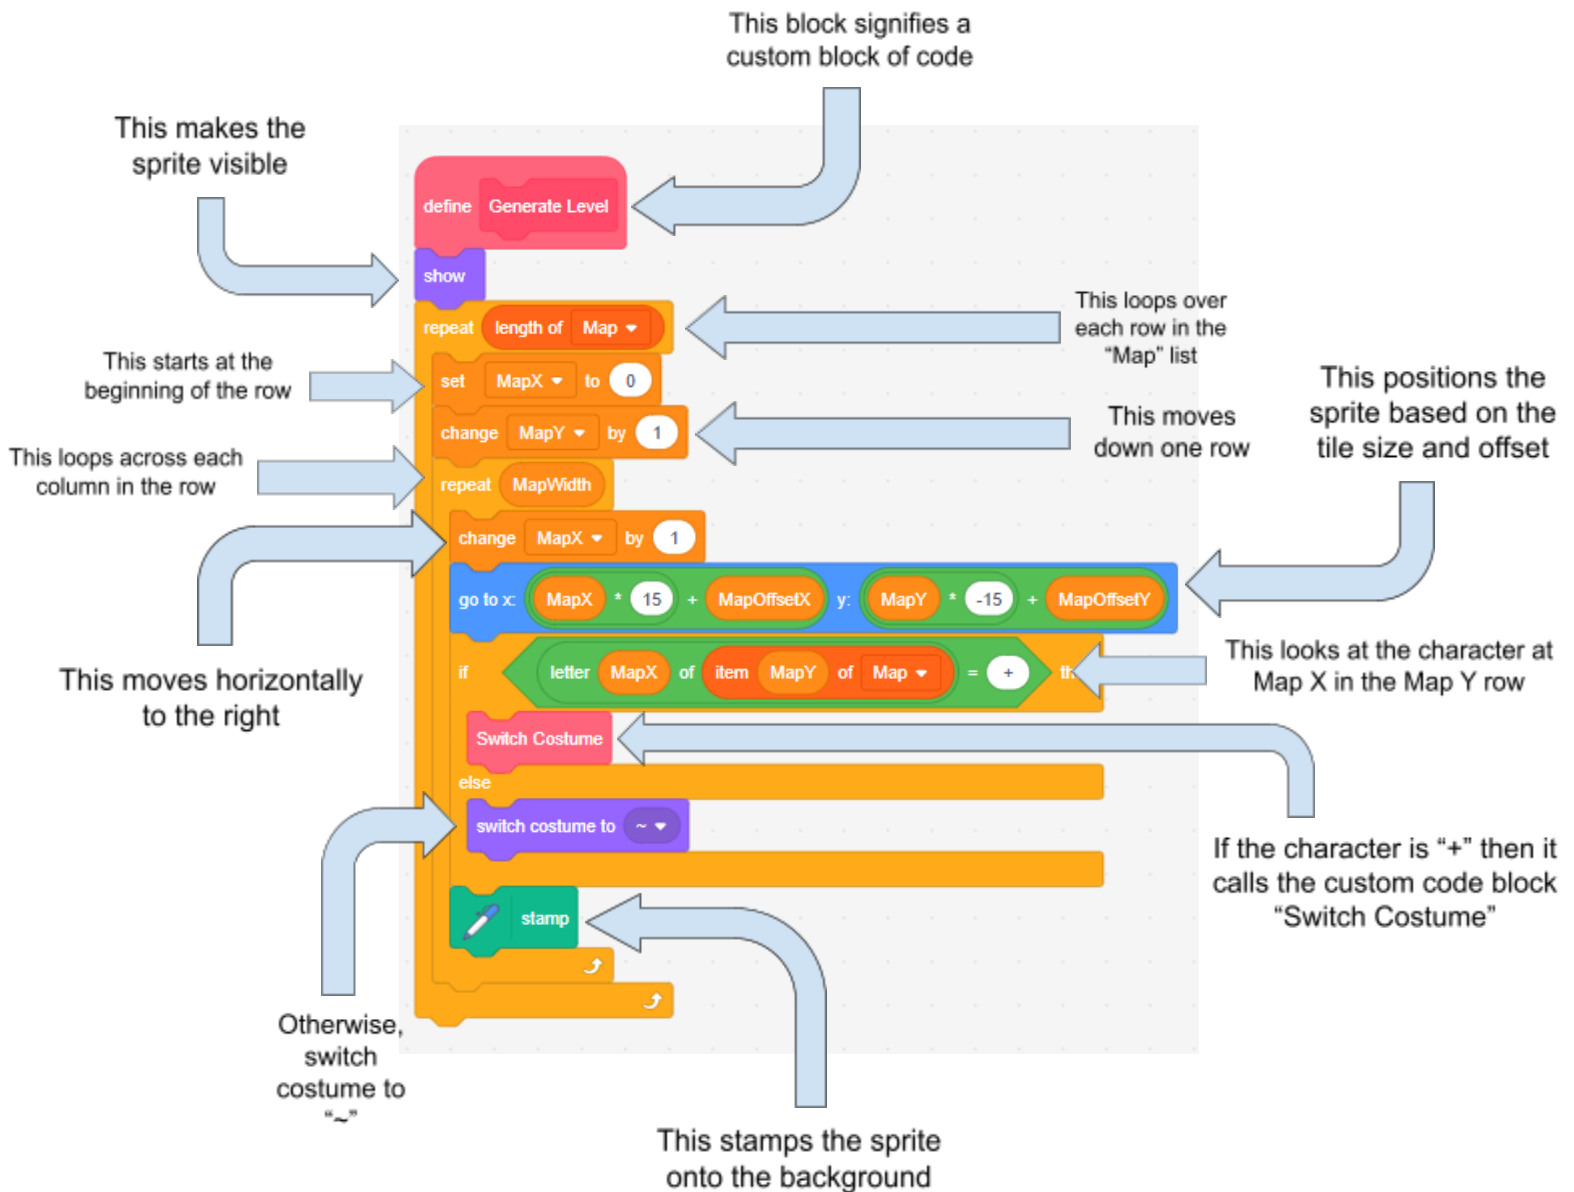 This block signifies a
custom block of code
This makes the
sprite visible
define Generate Level
show
repeat length of Map
This loops over
each row in the
“Map” list
This starts at the
beginning of the row
set MapX to 0
This positions the
sprite based on the
tile size and offset
change MapY by 1
This moves
down one row
This loops across each
column in the row
repeat MapWidth
change MapX by 1
go to x: MapX * 15 + MapOffsetX y: MapY * -15 + MapOffsetY
This moves horizontally
to the right
if letter MapX of item MapY of Map = + th
This looks at the character at
Map X in the Map Y row
Switch Costume
else
switch costume to ~
If the character is “+” then it
calls the custom code block
“Switch Costume”
stamp
Otherwise,
switch
costume to
“~”
This stamps the sprite
onto the background